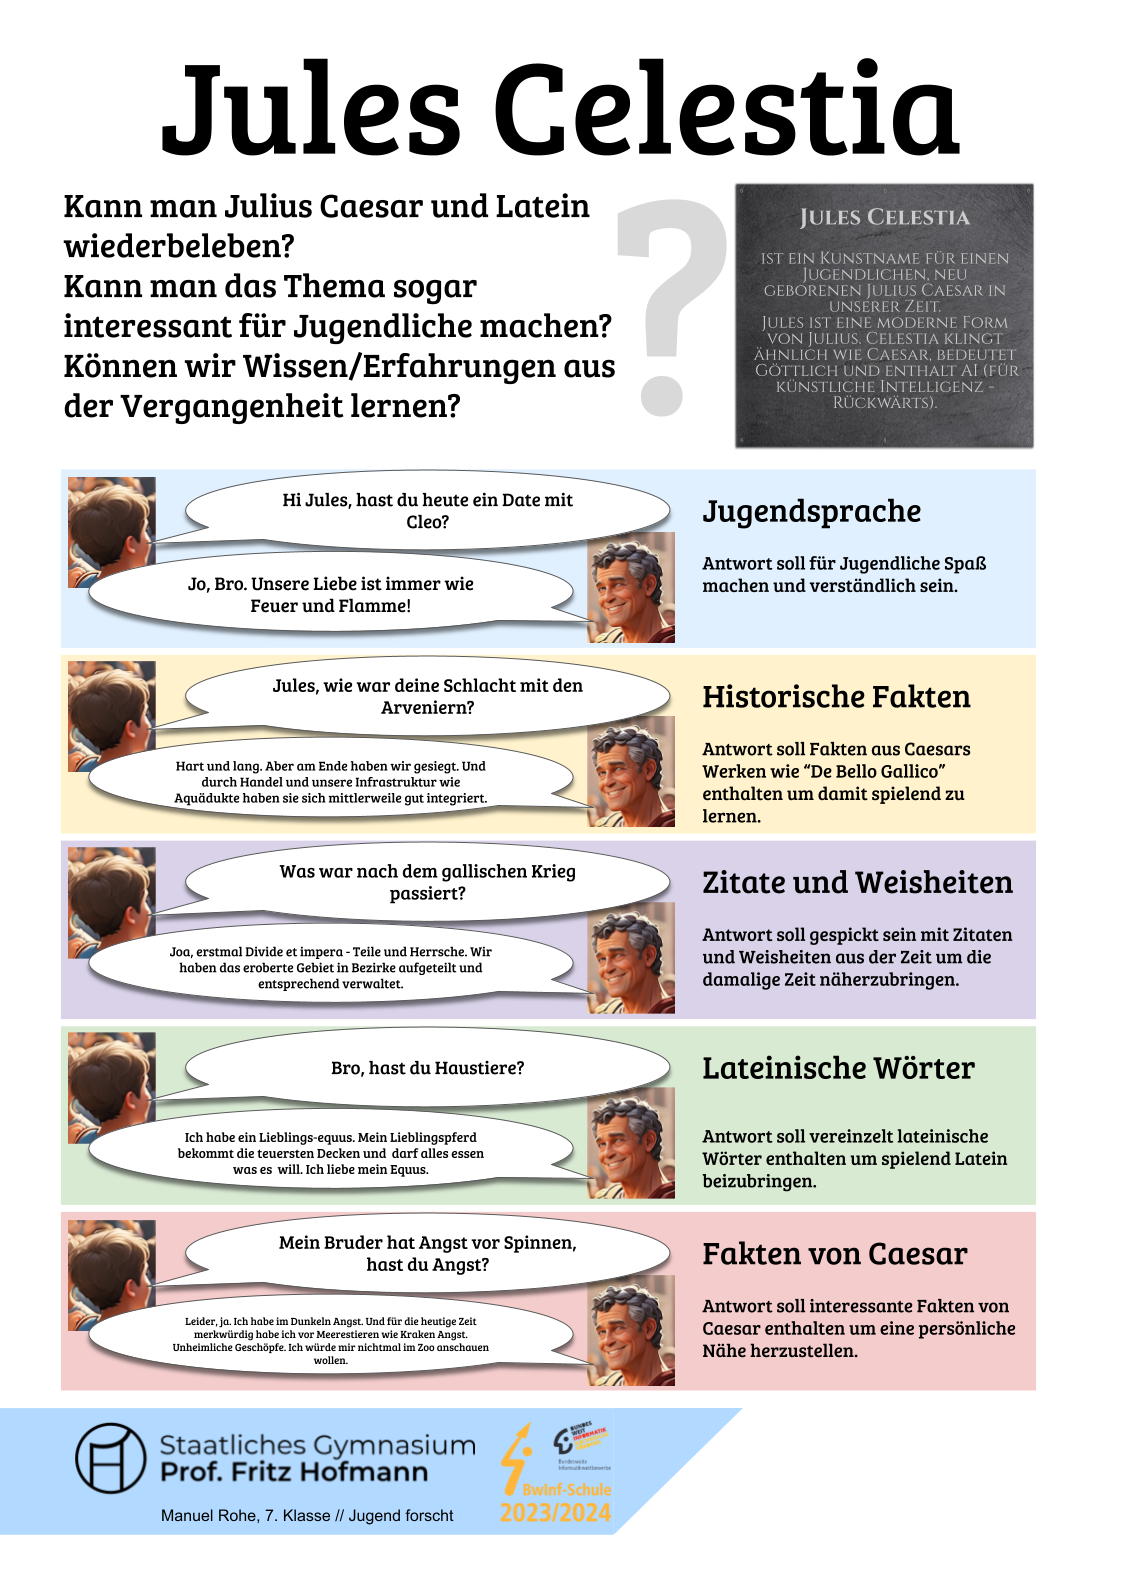 Jules Celestia
Kann man Julius Caesar und Latein
wiederbeleben?
Kann man das Thema sogar
interessant für Jugendliche machen?
Können wir Wissen/Erfahrungen aus
der Vergangenheit lernen?
?
Jules Celestia
ist ein Kunstname für einen
Jugendlichen, neu
geborenen Julius Caesar in
unserer Zeit.
Jules ist eine moderne Form
von Julius. Celestia klingt
ähnlich wie Caesar, bedeutet
Göttlich und enthalt AI (für
künstliche Intelligenz -
Rückwärts).
Hi Jules, hast du heute ein Date mit
Cleo?
Jo, Bro. Unsere Liebe ist immer wie
Feuer und Flamme!
Jugendsprache
Antwort soll für Jugendliche Spaß
machen und verständlich sein.
Jules, wie war deine Schlacht mit den
Arveniern?
Hart und lang. Aber am Ende haben wir gesiegt. Und
durch Handel und unsere Infrastruktur wie
Aquädukte haben sie sich mittlerweile gut integriert.
Historische Fakten
Antwort soll Fakten aus Caesars
Werken wie “De Bello Gallico”
enthalten um damit spielend zu
lernen.
Was war nach dem gallischen Krieg
passiert?
Joa, erstmal Divide et impera - Teile und Herrsche. Wir
haben das eroberte Gebiet in Bezirke aufgeteilt und
entsprechend verwaltet.
Zitate und Weisheiten
Antwort soll gespickt sein mit Zitaten
und Weisheiten aus der Zeit um die
damalige Zeit näherzubringen.
Bro, hast du Haustiere?
Ich habe ein Lieblings-equus. Mein Lieblingspferd
bekommt die teuersten Decken und darf alles essen
was es will. Ich liebe mein Equus.
Lateinische Wörter
Antwort soll vereinzelt lateinische
Wörter enthalten um spielend Latein
beizubringen.
Mein Bruder hat Angst vor Spinnen,
hast du Angst?
Leider, ja. Ich habe im Dunkeln Angst. Und für die heutige Zeit
merkwürdig habe ich vor Meerestieren wie Kraken Angst.
Unheimliche Geschöpfe. Ich würde mir nichtmal im Zoo anschauen
wollen.
Fakten von Caesar
Antwort soll interessante Fakten von
Caesar enthalten um eine persönliche
Nähe herzustellen.
Staatliches Gymnasium
Prof. Fritz Hofmann
Manuel Rohe, 7. Klasse // Jugend forscht
BUNDES
WEIT
INFORMATIK
Bundesweite
Informatikwettbewerbe
BwInf-Schule
2023/2024